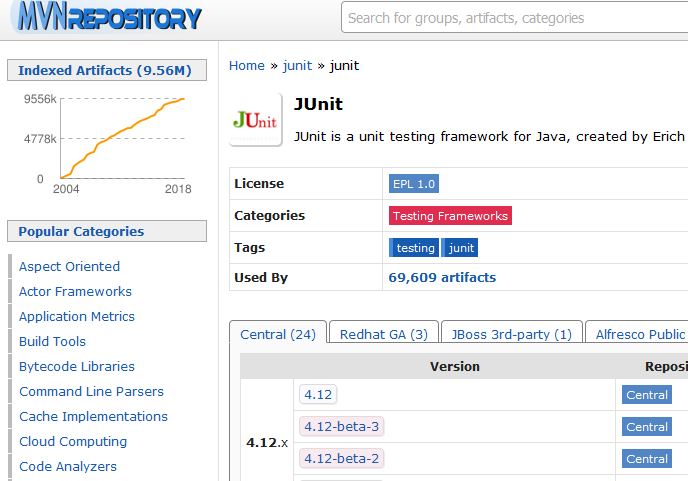 MVNREPOSITORY
Search for groups, artifacts, categories
Indexed Artifacts (9.56M)
9556k
4778k
0
2004 2018
Popular Categories
Aspect Oriented
Actor Frameworks
Application Metrics
Build Tools
Bytecode Libraries
Command Line Parsers
Cache Implementations
Cloud Computing
Code Analyzers
Home » junit » junit
JUnit
JUnit
JUnit is a unit testing framework for Java, created by Erich
License EPL 1.0
Categories Testing Frameworks
Tags testing junit
Used By 69,609 artifacts
Central (24) Redhat GA (3) JBoss 3rd-party (1) Alfresco Public
Version Reposi
4.12 Central
4.12-beta-3 Central
4.12.x
4.12-beta-2 Central